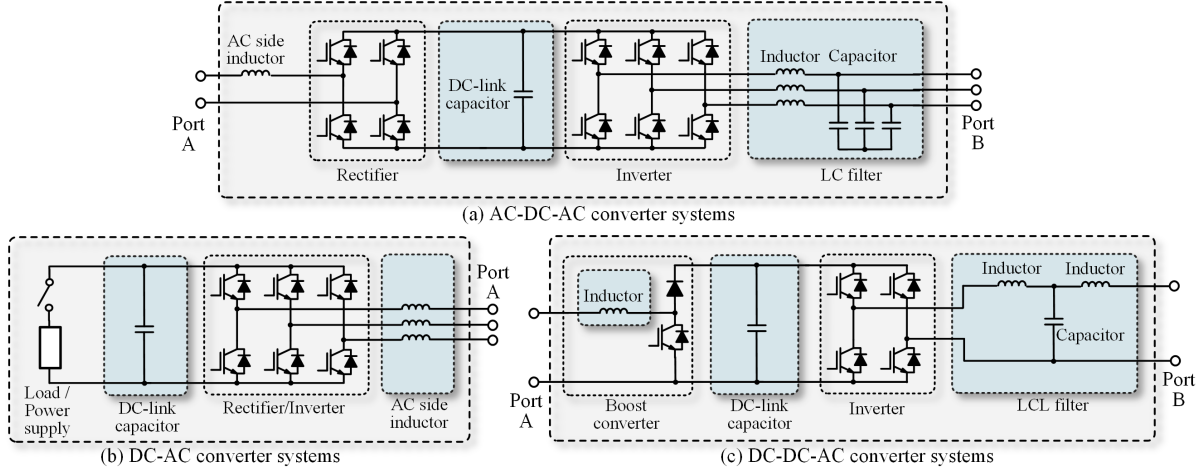 AC side
inductor
Port
A
Rectifier
DC-link
capacitor
Inverter
Inductor Capacitor
LC filter
Port
B
(a) AC-DC-AC converter systems
Load /
Power
supply
DC-link
capacitor
Rectifier/Inverter
AC side
inductor
Port
A
(b) DC-AC converter systems
Port
A
Inductor
Boost
converter
DC-link
capacitor
Inverter
Inductor Inductor
Capacitor
LCL filter
Port
B
(c) DC-DC-AC converter systems